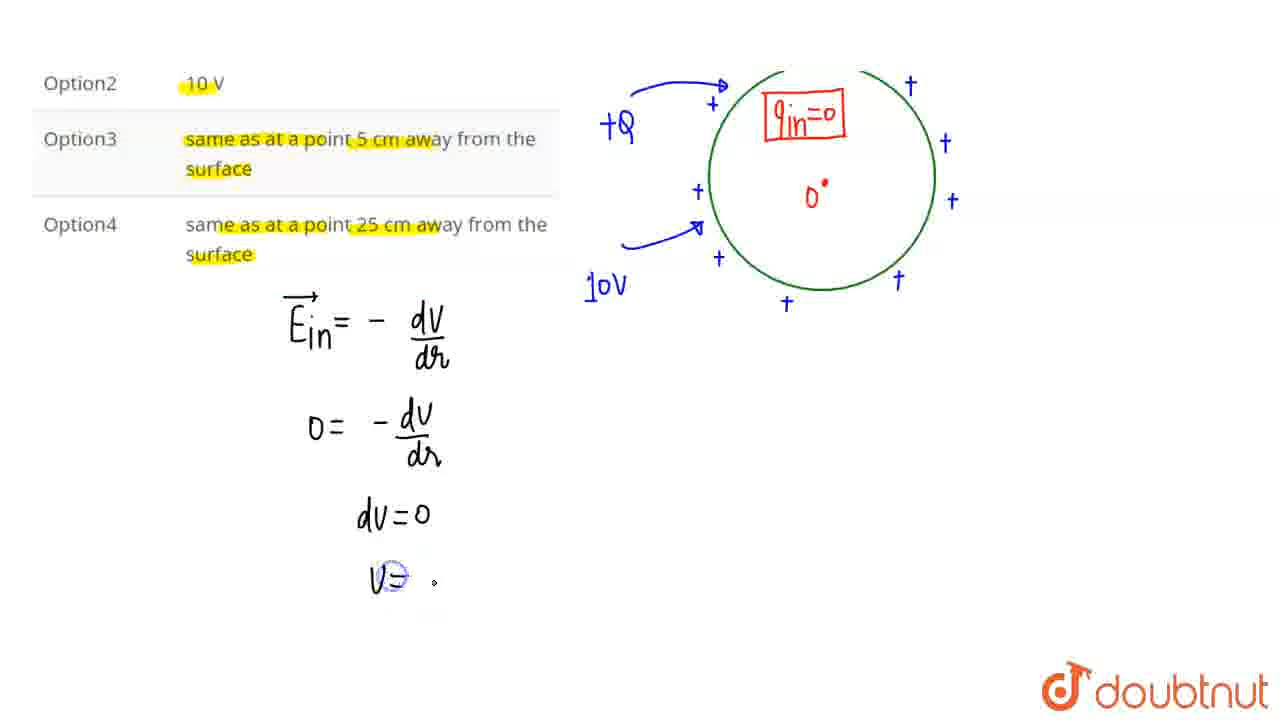 Option2 10 V
Option3 same as at a point 5 cm away from the
surface
Option4 same as at a point 25 cm away from the
surface
+Q
qin=0
0
10V
Ein = - dV/dr
0 = - dV/dr
dV = 0
V =
doubtnut